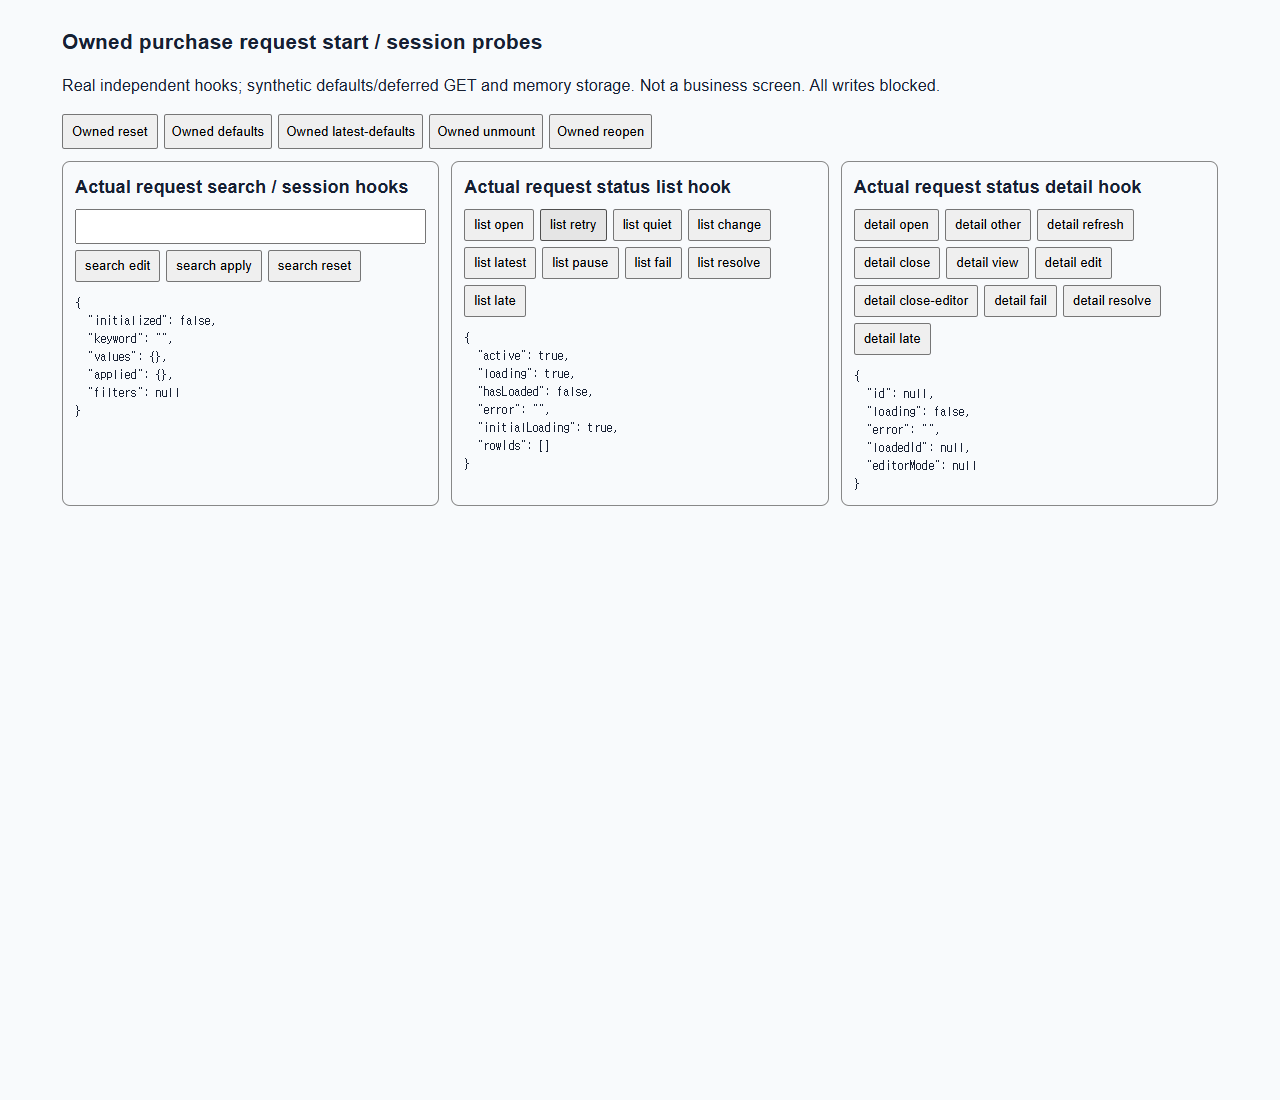 Owned purchase request start / session probes
Real independent hooks; synthetic defaults/deferred GET and memory storage. Not a business screen. All writes blocked.
Owned reset Owned defaults Owned latest-defaults Owned unmount Owned reopen
Actual request search / session hooks
search edit search apply search reset
{
"initialized": false,
"keyword": "",
"values": {},
"applied": {},
"filters": null
}
Actual request status list hook
list open list retry list quiet list change
list latest list pause list fail list resolve
list late
{
"active": true,
"loading": true,
"hasLoaded": false,
"error": "",
"initialLoading": true,
"rowIds": []
}
Actual request status detail hook
detail open detail other detail refresh
detail close detail view detail edit
detail close-editor detail fail detail resolve
detail late
{
"id": null,
"loading": false,
"error": "",
"loadedId": null,
"editorMode": null
}